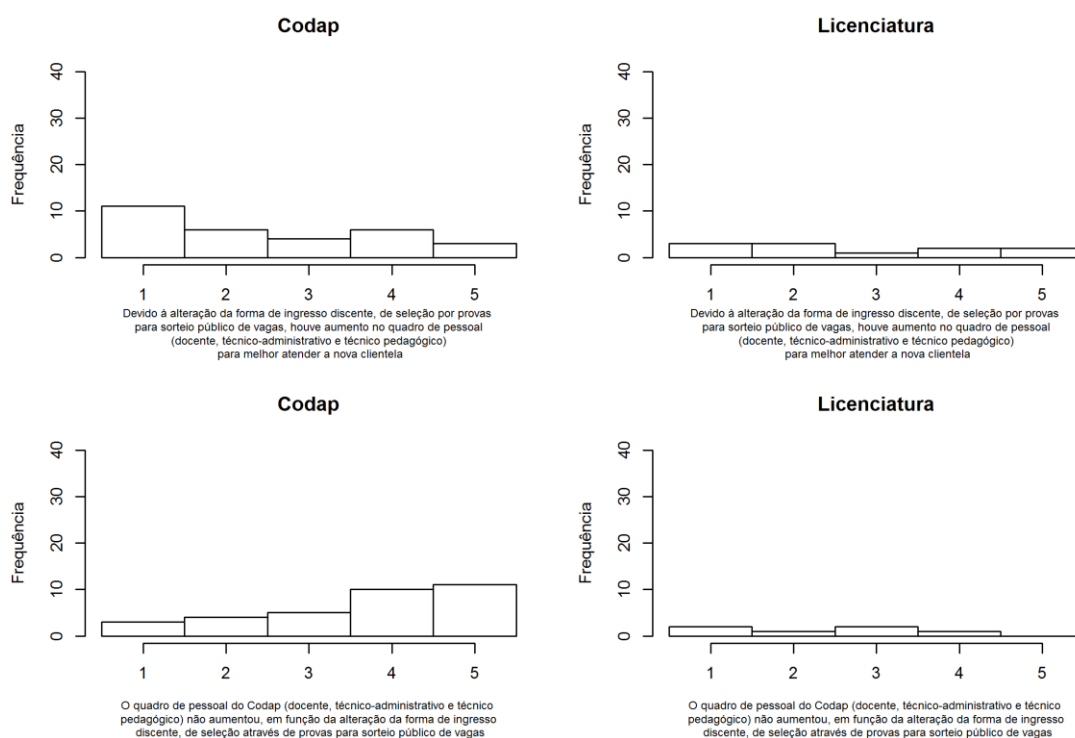 Codap
Frequência
40
30
20
10
0
1 2 3 4 5
Devido à alteração da forma de ingresso discente, de seleção por provas
para sorteio público de vagas, houve aumento no quadro de pessoal
(docente, técnico-administrativo e técnico pedagógico)
para melhor atender a nova clientela
Licenciatura
Frequência
40
30
20
10
0
1 2 3 4 5
Devido à alteração da forma de ingresso discente, de seleção por provas
para sorteio público de vagas, houve aumento no quadro de pessoal
(docente, técnico-administrativo e técnico pedagógico)
para melhor atender a nova clientela
Codap
Frequência
40
30
20
10
0
1 2 3 4 5
O quadro de pessoal do Codap (docente, técnico-administrativo e técnico
pedagógico) não aumentou, em função da alteração da forma de ingresso
discente, de seleção através de provas para sorteio público de vagas
Licenciatura
Frequência
40
30
20
10
0
1 2 3 4 5
O quadro de pessoal do Codap (docente, técnico-administrativo e técnico
pedagógico) não aumentou, em função da alteração da forma de ingresso
discente, de seleção através de provas para sorteio público de vagas